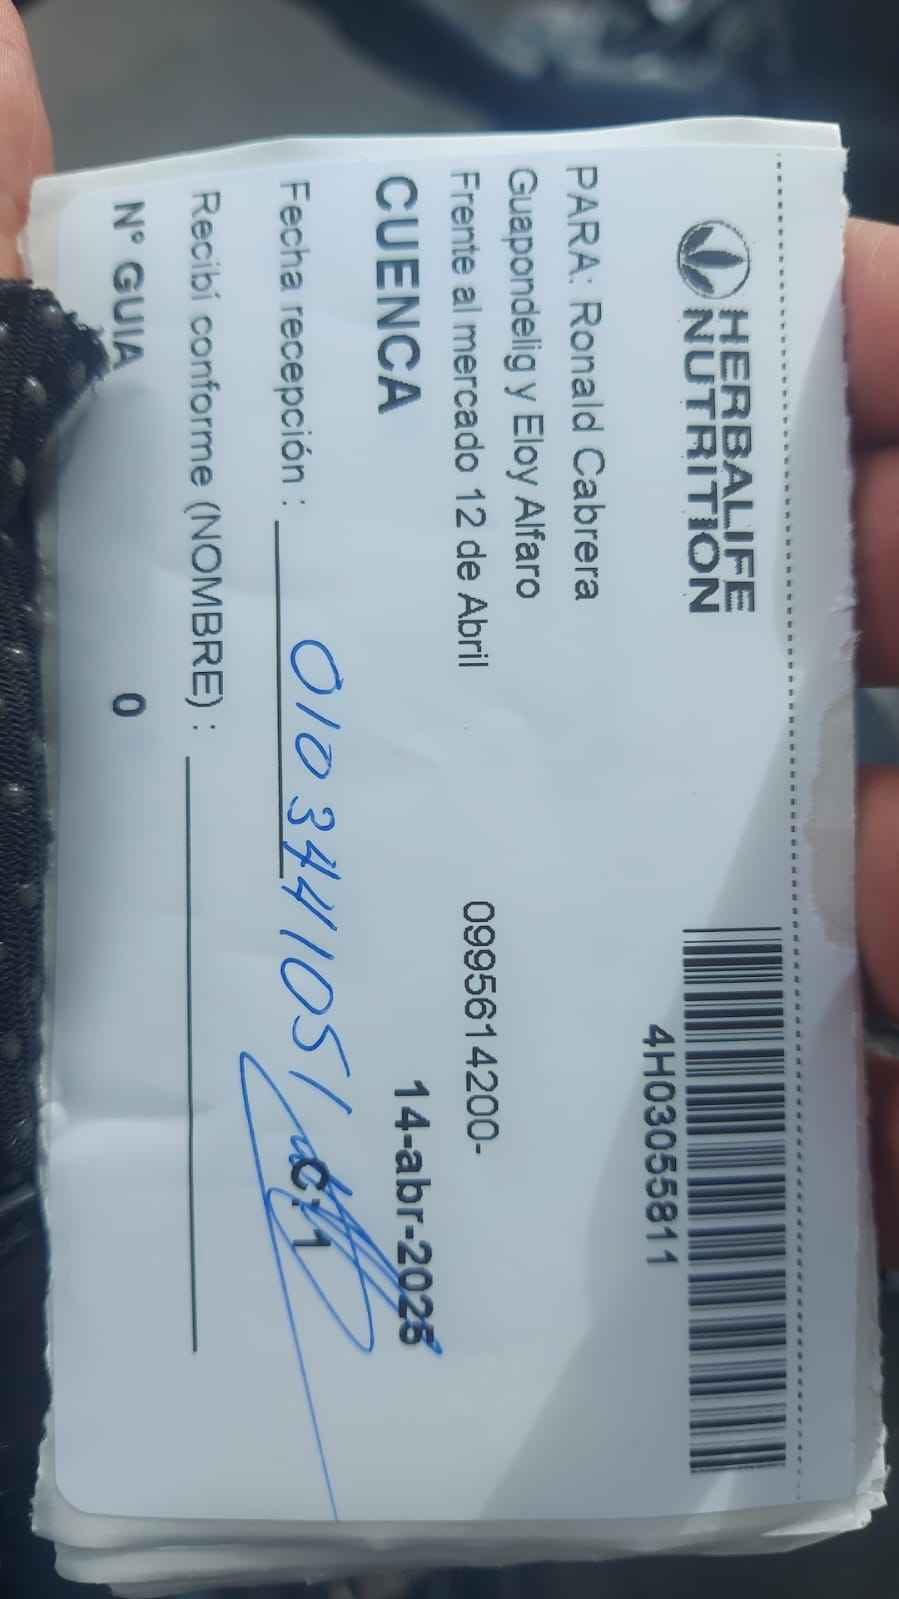 HERBALIFE
NUTRITION
4H03055811
PARA: Ronald Cabrera
Guapondelig y Eloy Alfaro
Frente al mercado 12 de Abril
0995614200-
CUENCA
14-abr-2025
Fecha recepción :
0103441051
C: 1
Recibí conforme (NOMBRE) :
N° GUIA 0